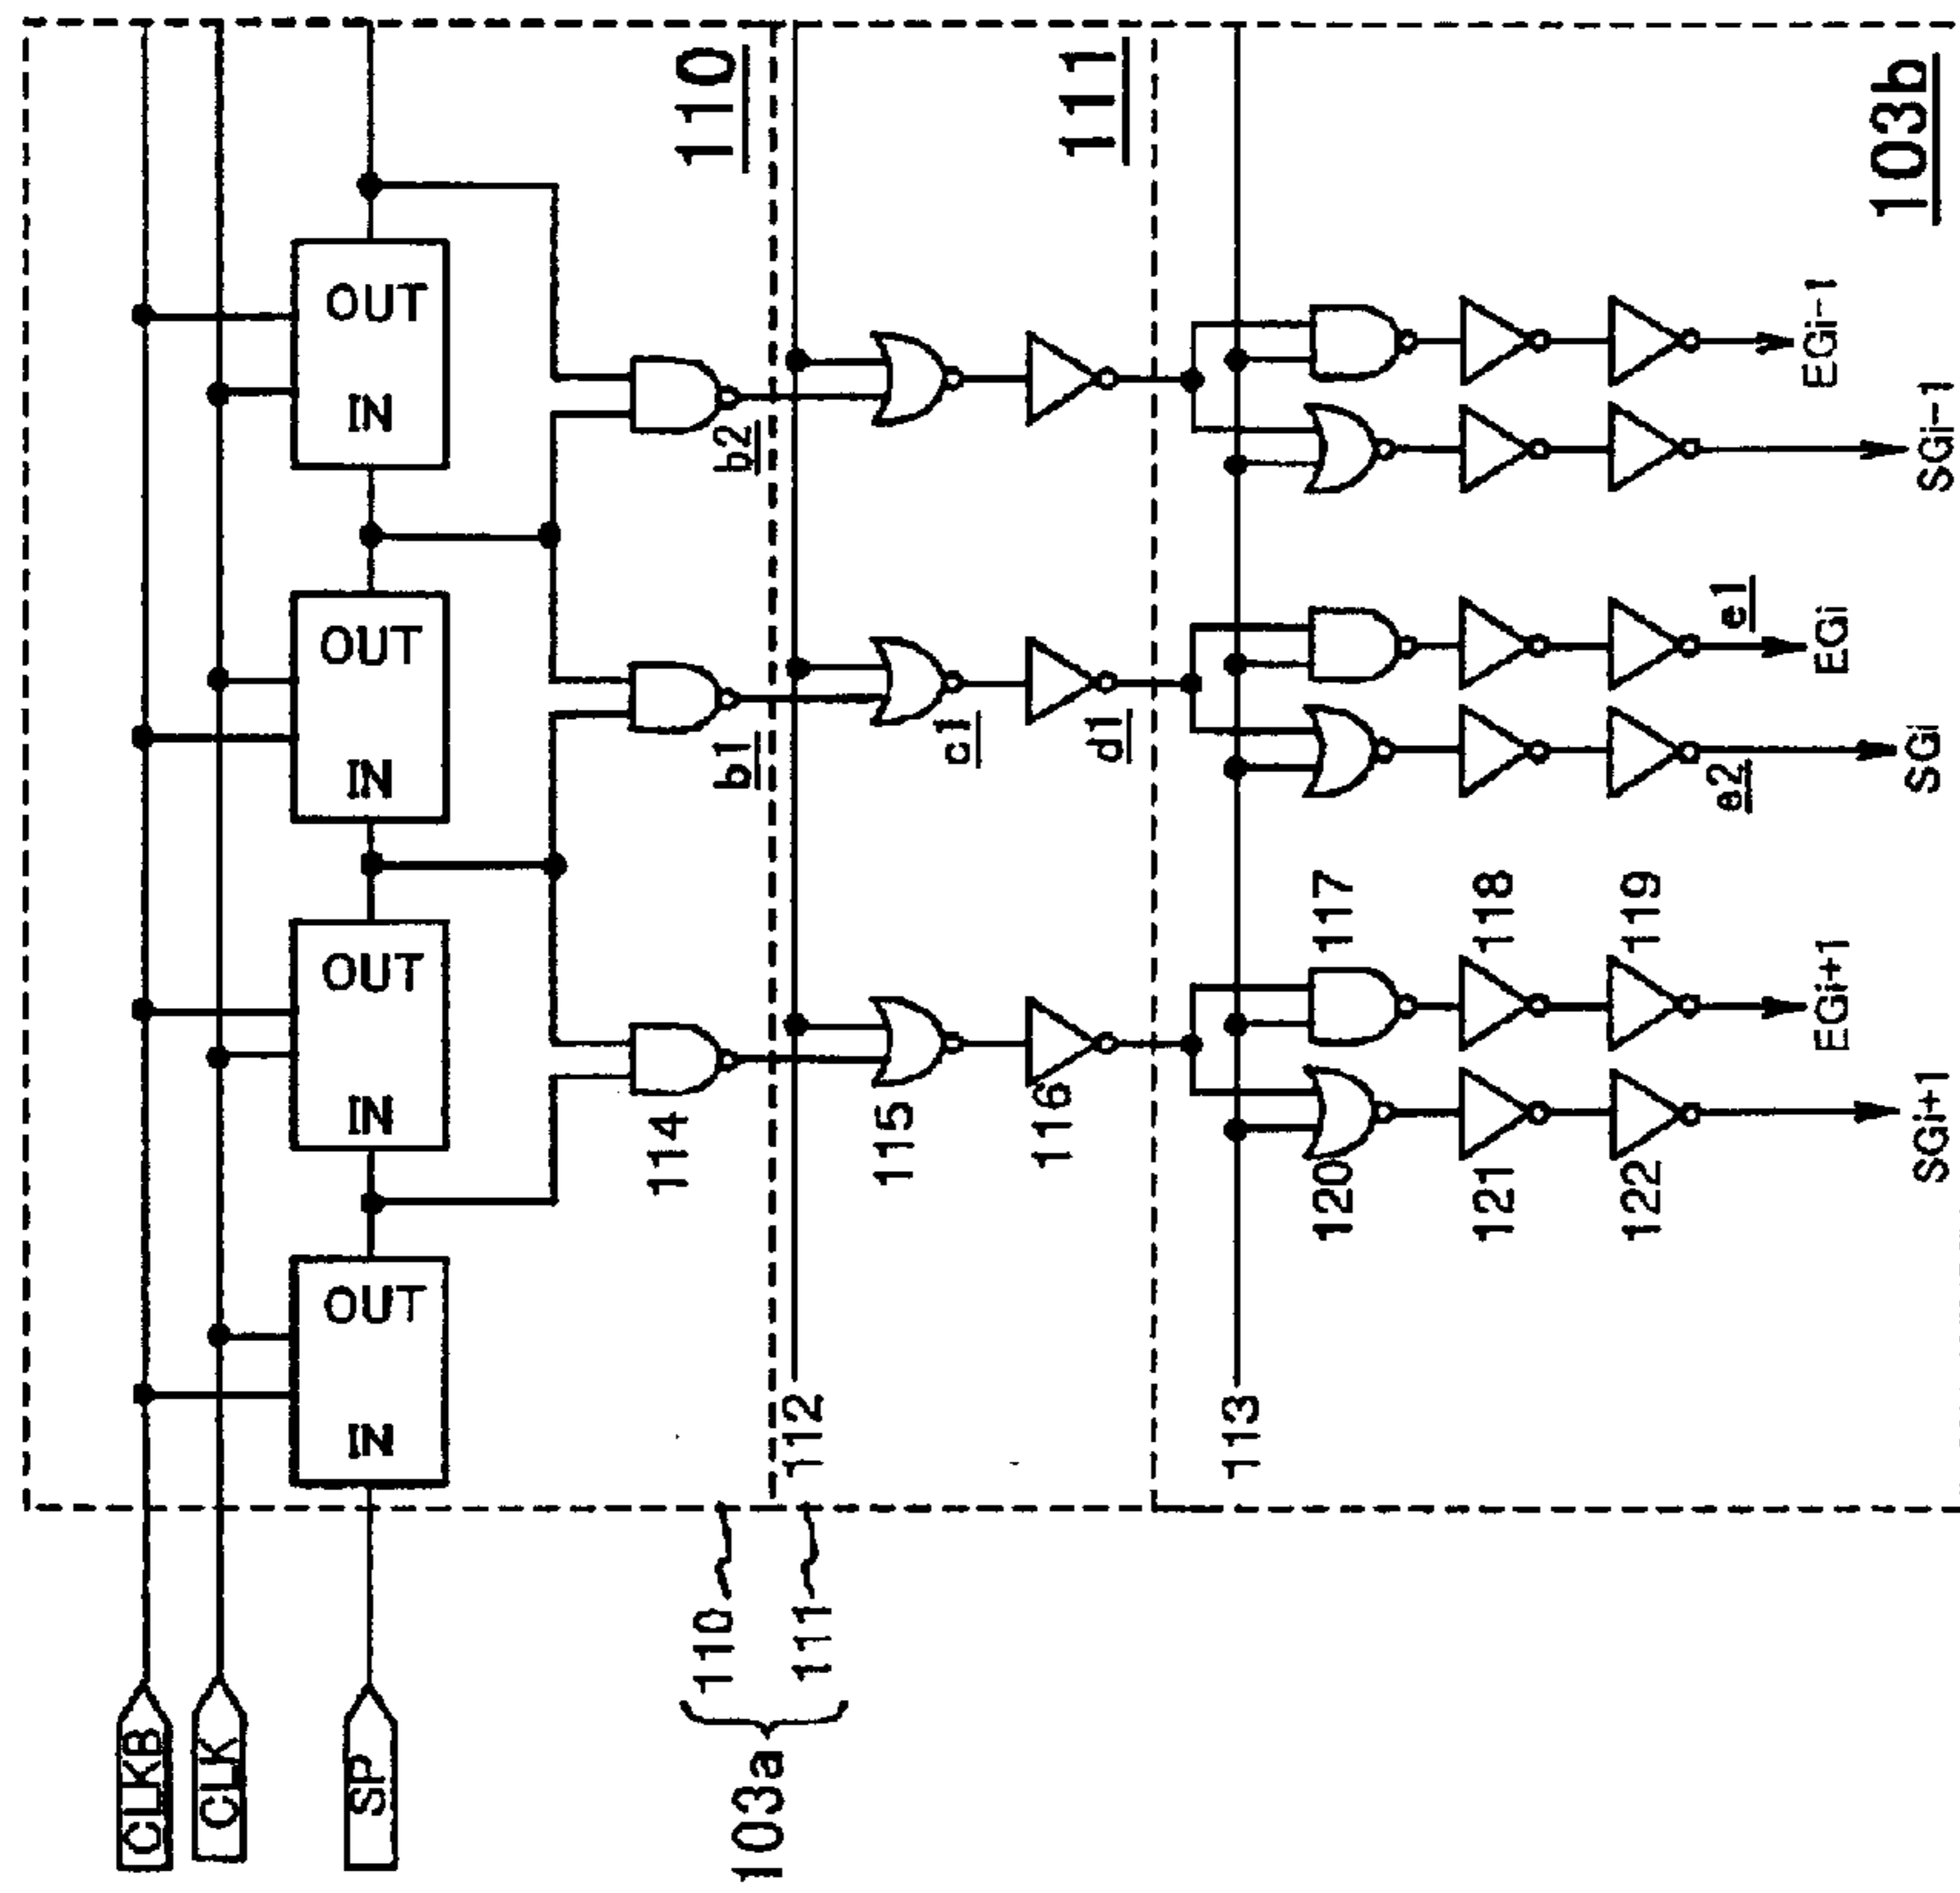 CLKB
CLK
SP
IN
OUT
IN
OUT
IN
OUT
IN
OUT
110
103a
110
111
114
b1
b2
112
111
115
116
c1
d1
113
103b
120
117
121
118
122
119
e2
e1
SGi+1
EGi+1
SGi
EGi
SGi-1
EGi-1